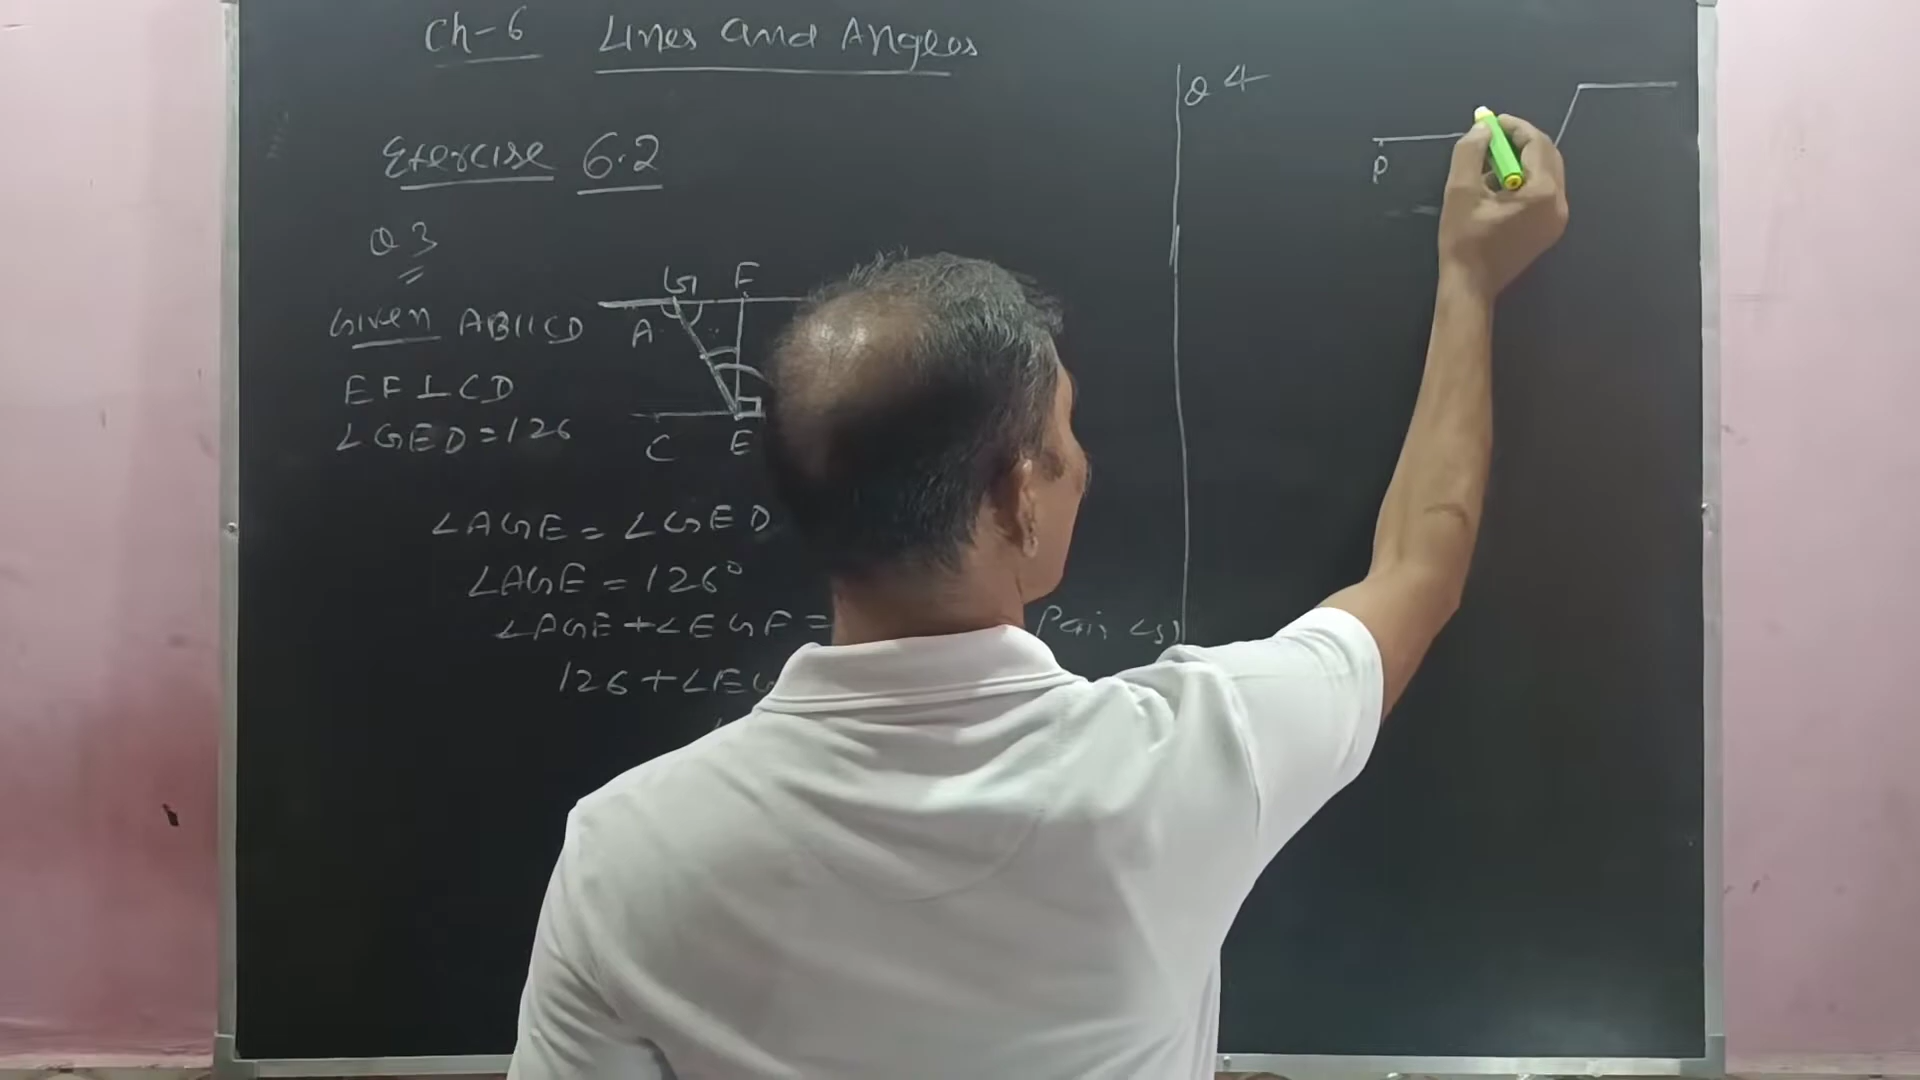 Ch-6 Lines and Angles
Exercise 6.2
Q 3
Given AB||CD
EF⊥CD
∠GED=126
G F
A
C E
∠AGE = ∠GED
∠AGE = 126°
∠AGE+∠EGF =
Pair ∠s)
126+∠EG
Q 4
P